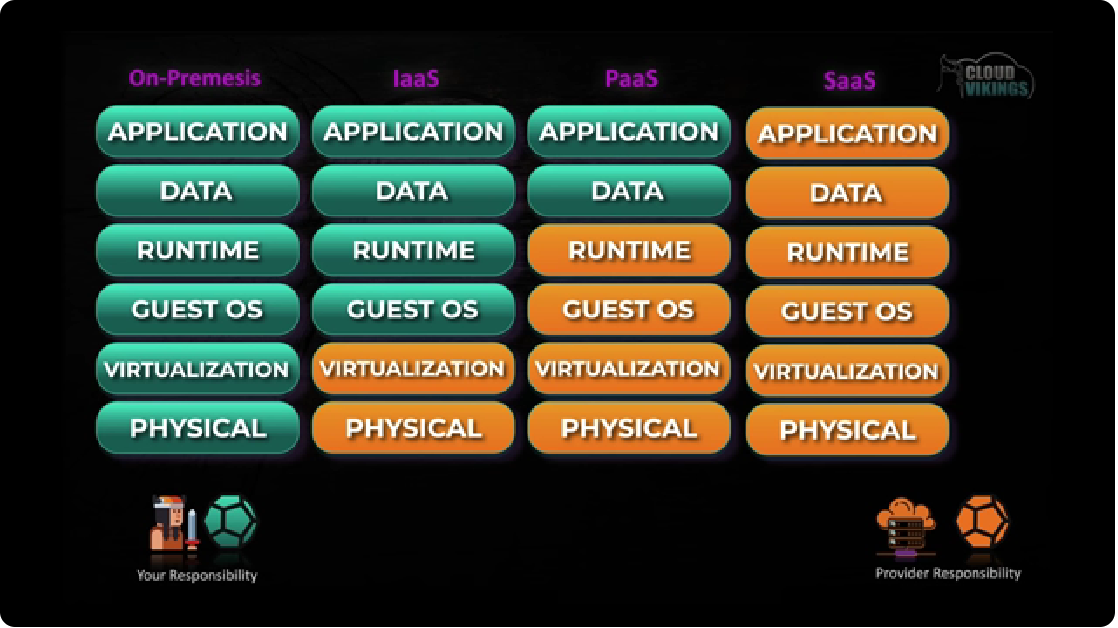 On-Premesis IaaS PaaS SaaS
CLOUD
VIKINGS
APPLICATION APPLICATION APPLICATION APPLICATION
DATA DATA DATA DATA
RUNTIME RUNTIME RUNTIME RUNTIME
GUEST OS GUEST OS GUEST OS GUEST OS
VIRTUALIZATION VIRTUALIZATION VIRTUALIZATION VIRTUALIZATION
PHYSICAL PHYSICAL PHYSICAL PHYSICAL
Your Responsibility Provider Responsibility